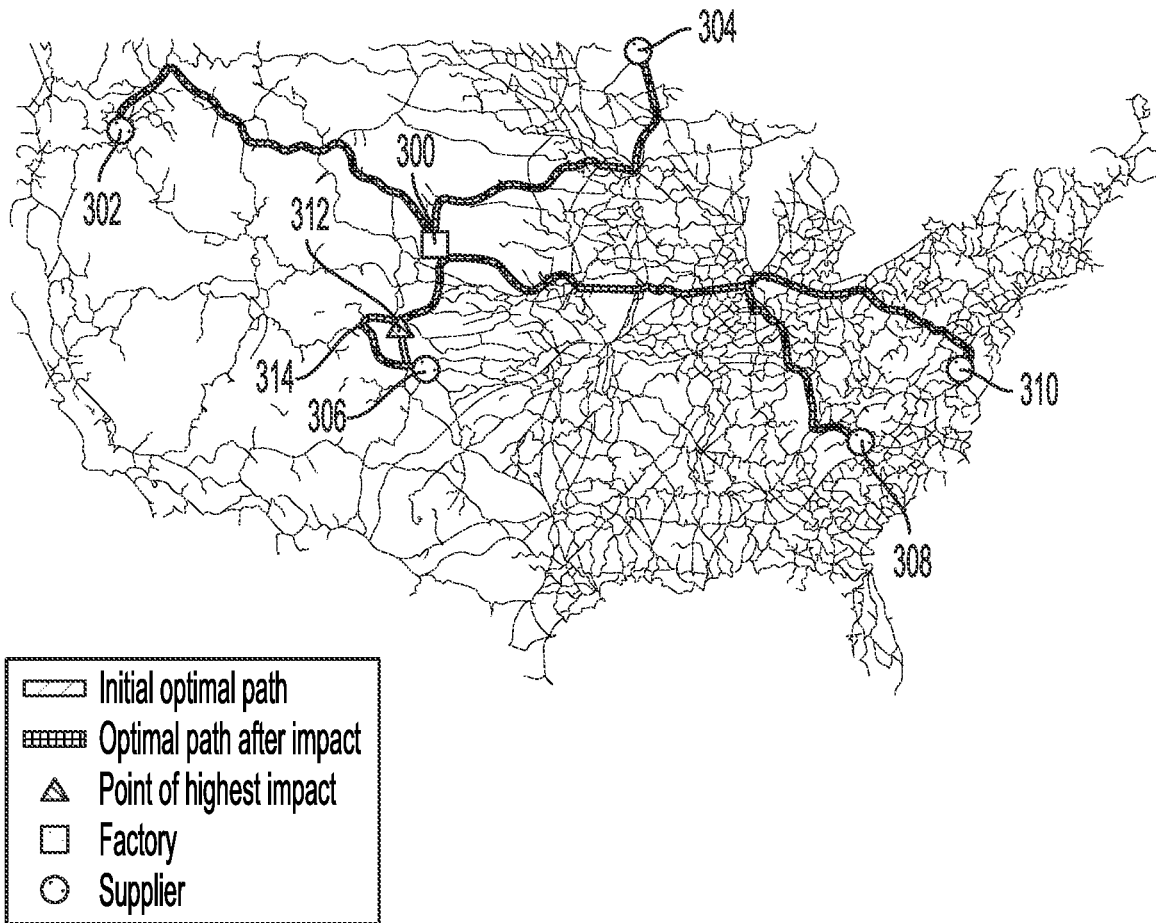 304
300
302
312
314
306
310
308
Initial optimal path
Optimal path after impact
Point of highest impact
Factory
Supplier